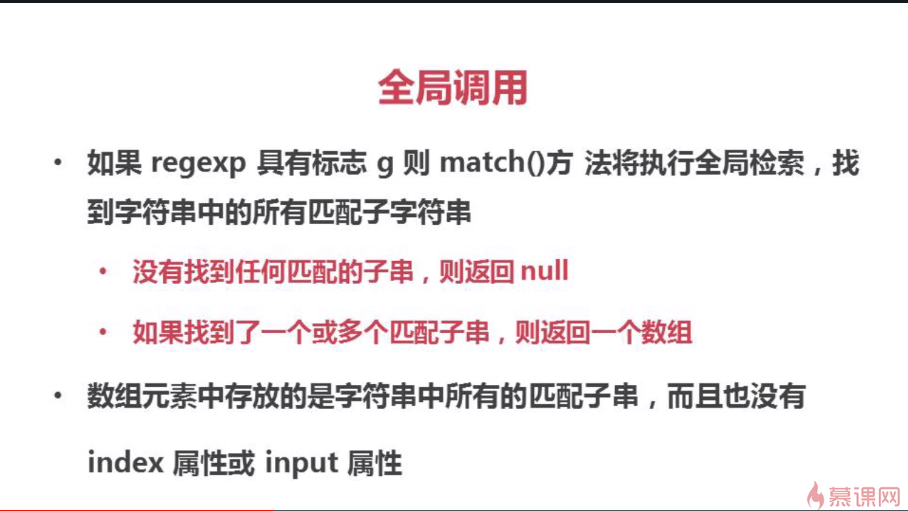 全局调用
• 如果 regexp 具有标志 g 则 match()方 法将执行全局检索，找
到字符串中的所有匹配子字符串
• 没有找到任何匹配的子串，则返回 null
• 如果找到了一个或多个匹配子串，则返回一个数组
• 数组元素中存放的是字符串中所有的匹配子串，而且也没有
index 属性或 input 属性
慕课网